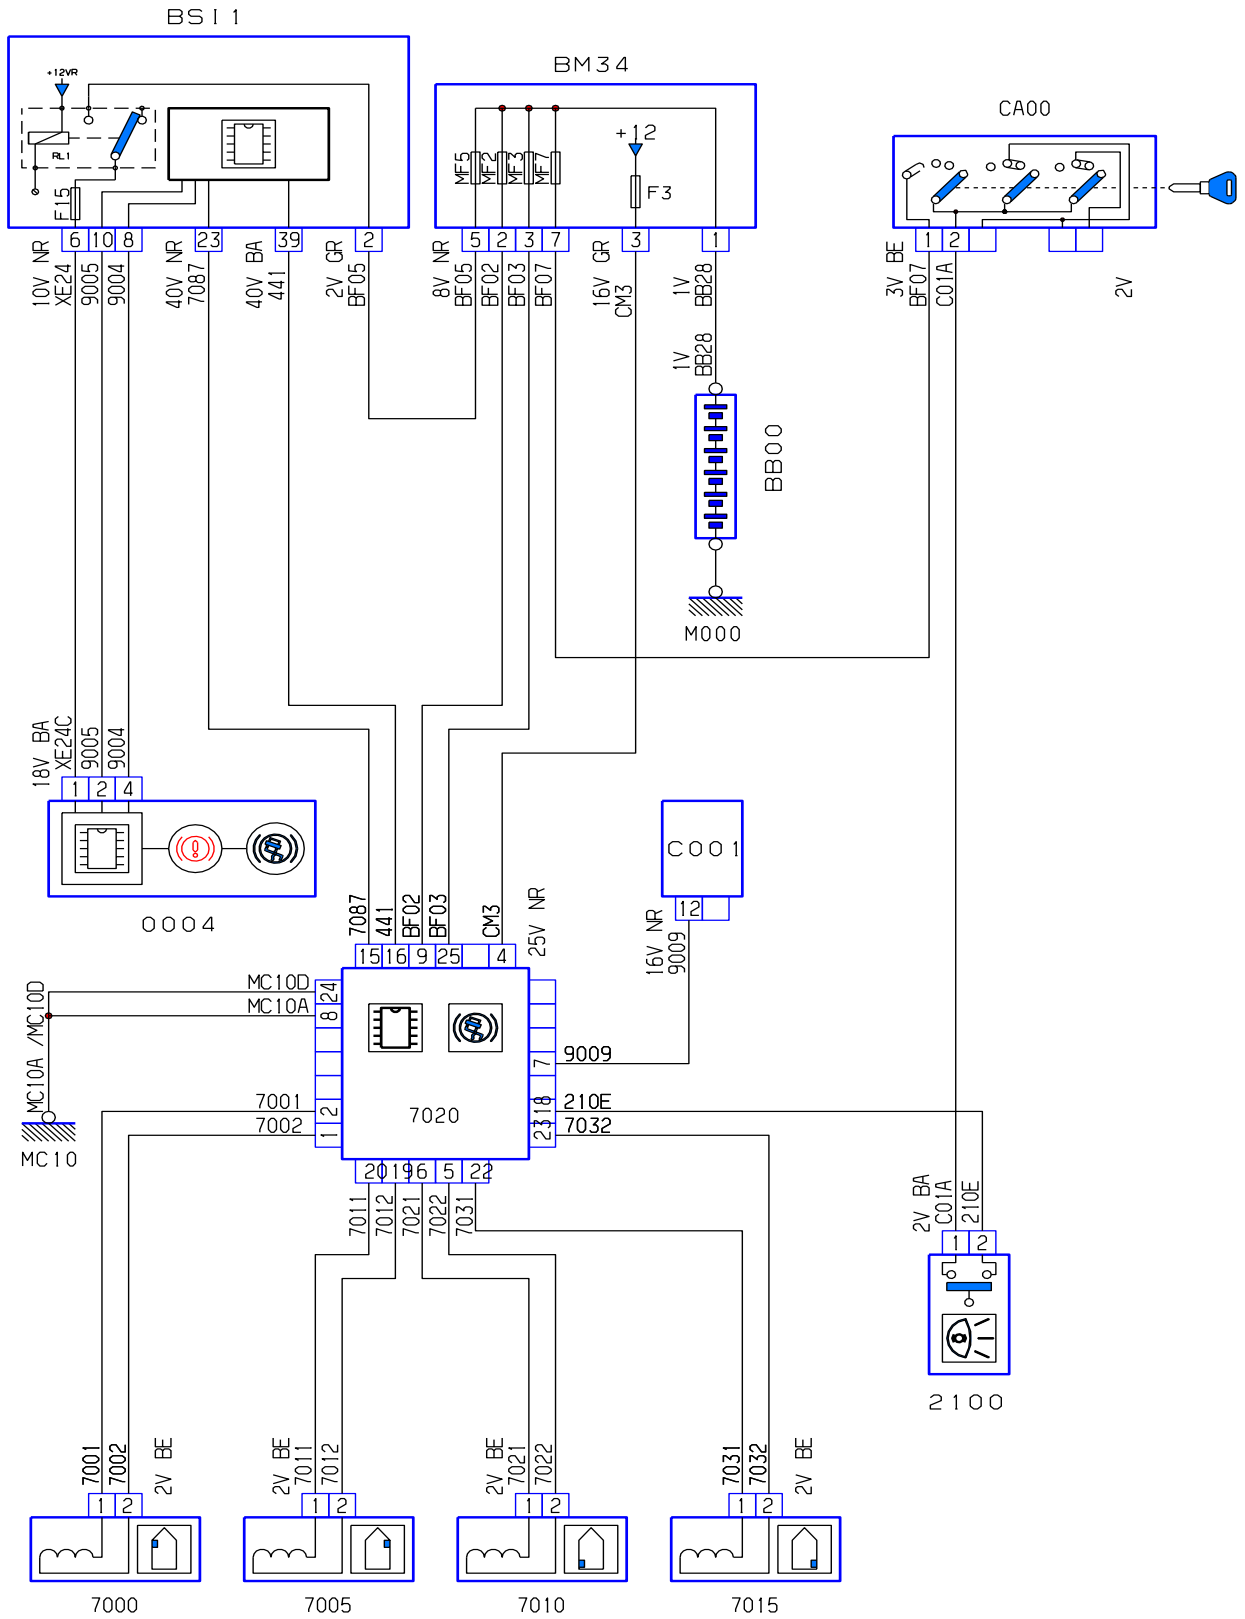 BSI1
BM34
CA00
+12VR
RL1
F15
MF5
MF2
MF3
MF7
+12
F3
6 10 8 23 39 2
5 2 3 7 3 1
1 2
10V NR
XE24
9005
9004
40V NR
7087
40V BA
441
2V GR
BF05
8V NR
BF05
BF02
BF03
BF07
16V GR
CM3
1V
BB28
3V BE
BF07
C01A
2V
1V
BB28
BB00
M000
18V BA
XE24C
9005
9004
1 2 4
0004
C001
12
16V NR
9009
7087
441
BF02
BF03
CM3
25V NR
15 16 9 25 4
MC10D
24
MC10A
8
MC10A /MC10D
MC10
7 9009
7001 2
7002 1
7020
18 210E
23 7032
20 19 6 5 22
7011
7012
7021
7022
7031
2V BA
C01A
210E
1 2
2100
7001
7002
2V BE
2V BE
7011
7012
2V BE
7021
7022
7031
7032
2V BE
1 2
1 2
1 2
1 2
7000
7005
7010
7015